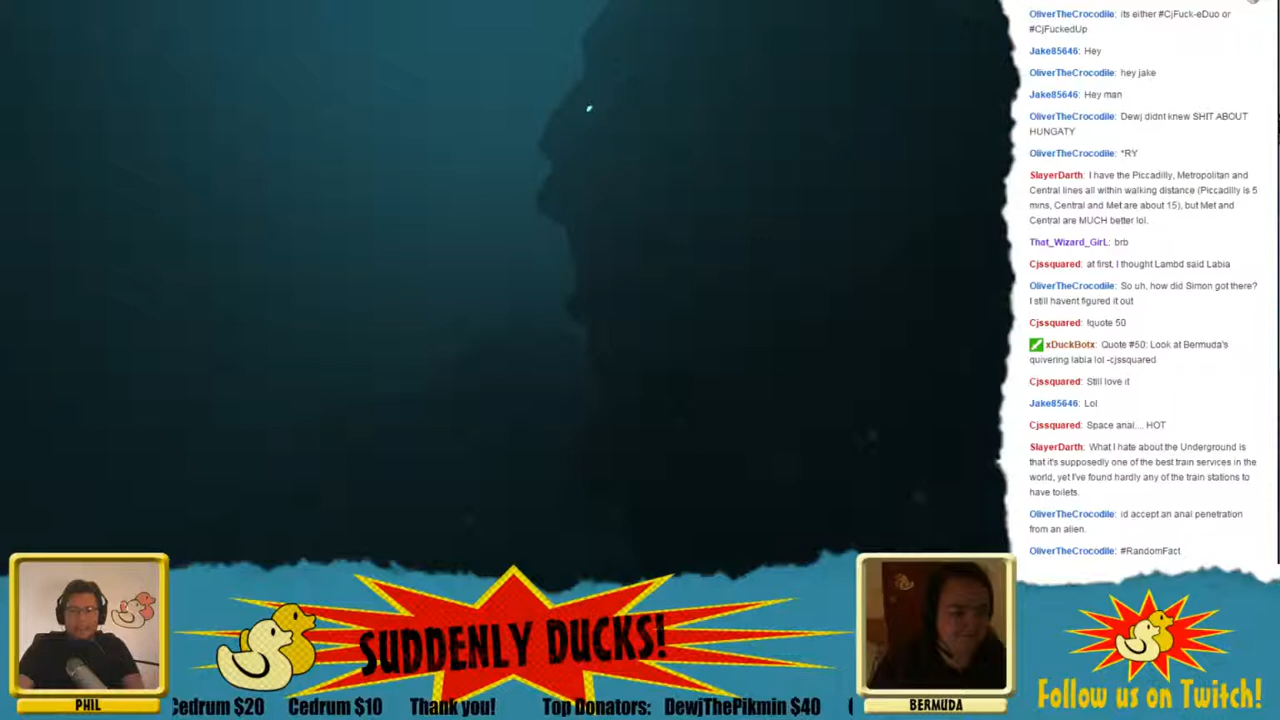 OliverTheCrocodile: its either #CjFuck-eDuo or
#CjFuckedUp
Jake85646: Hey
OliverTheCrocodile: hey jake
Jake85646: Hey man
OliverTheCrocodile: Dewj didnt knew SHIT ABOUT
HUNGATY
OliverTheCrocodile: *RY
SlayerDarth: I have the Piccadilly, Metropolitan and
Central lines all within walking distance (Piccadilly is 5
mins, Central and Met are about 15), but Met and
Central are MUCH better lol.
That_Wizard_GirL: brb
Cjssquared: at first, I thought Lambd said Labia
OliverTheCrocodile: So uh, how did Simon got there?
I still havent figured it out
Cjssquared: !quote 50
xDuckBotx: Quote #50: Look at Bermuda's
quivering labia lol -cjssquared
Cjssquared: Still love it
Jake85646: Lol
Cjssquared: Space anal.... HOT
SlayerDarth: What I hate about the Underground is
that it's supposedly one of the best train services in the
world, yet I've found hardly any of the train stations to
have toilets.
OliverTheCrocodile: id accept an anal penetration
from an alien.
OliverTheCrocodile: #RandomFact
SUDDENLY DUCKS!
Follow us on Twitch!
PHIL
BERMUDA
Cedrum $20 Cedrum $10 Thank you! Top Donators: DewjThePikmin $40